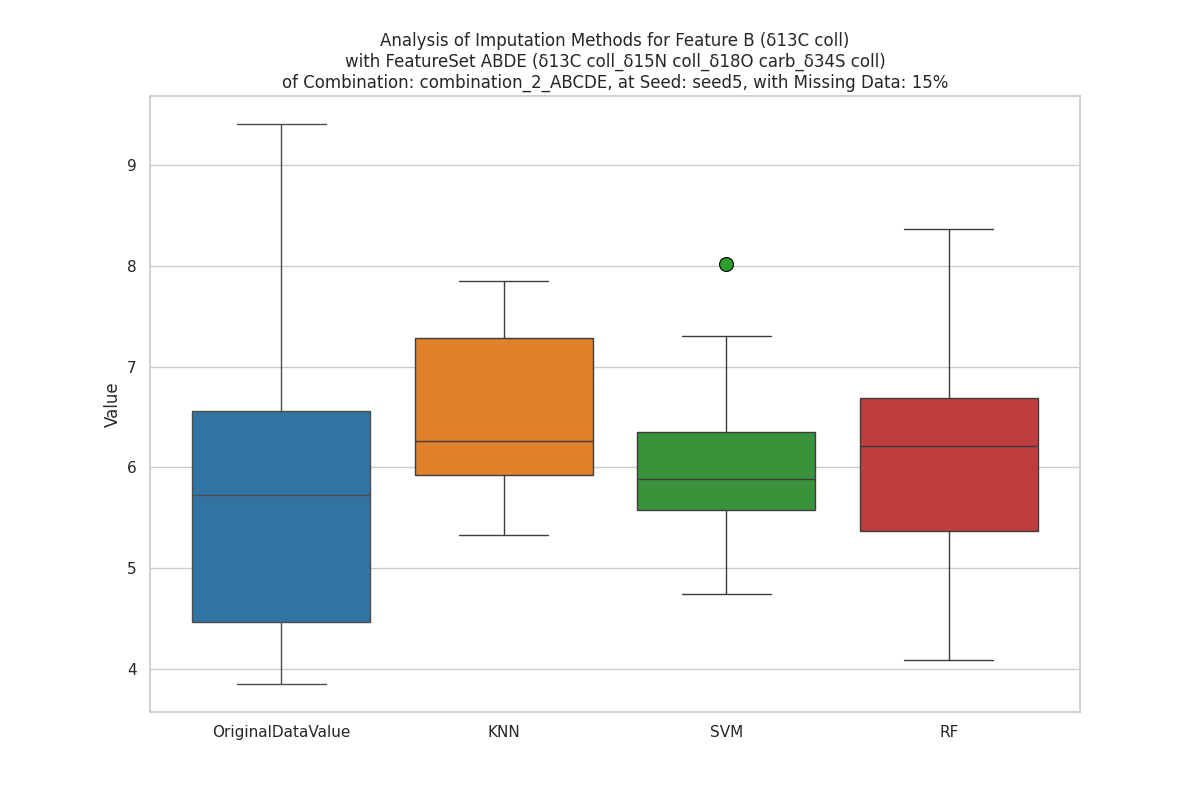 Analysis of Imputation Methods for Feature B (δ13C coll)
with FeatureSet ABDE (δ13C coll_δ15N coll_δ18O carb_δ34S coll)
of Combination: combination_2_ABCDE, at Seed: seed5, with Missing Data: 15%
Value
9
8
7
6
5
4
OriginalDataValue KNN SVM RF